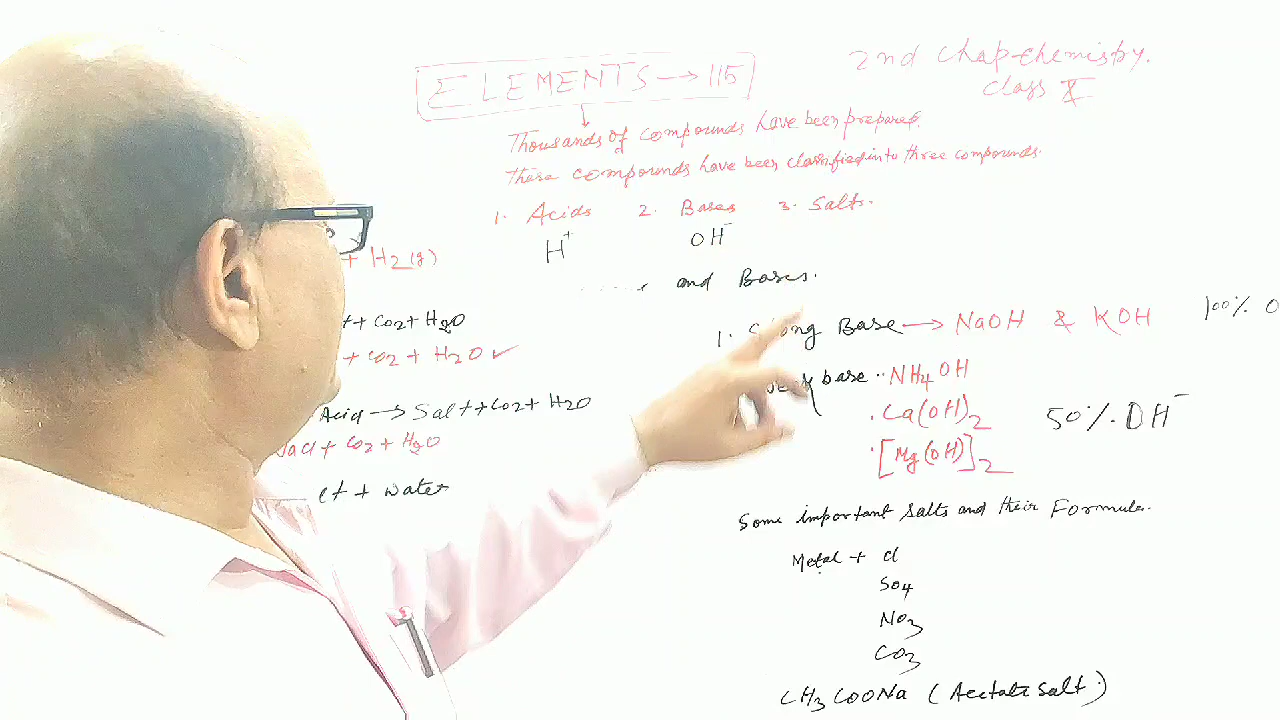 2nd Chap-chemistry.
class X
ELEMENTS → 115
Thousands of compounds have been prepared.
These compounds have been classified into three compounds.
1. Acids 2. Bases 3. Salts.
H⁺ OH⁻
+ H2(g)
and Bases.
+ CO2 + H2O
+ CO2 + H2O ✓
Acid → Salt + CO2 + H2O
NaCl + CO2 + H2O
+ water
1. Strong Base → NaOH & KOH 100% O
base · NH4OH
· Ca(OH)2 50% OH⁻
· [Mg(OH)]2
Some important salts and their Formula.
Metal + Cl
SO4
NO3
CO3
CH3COONa (Acetate salt)